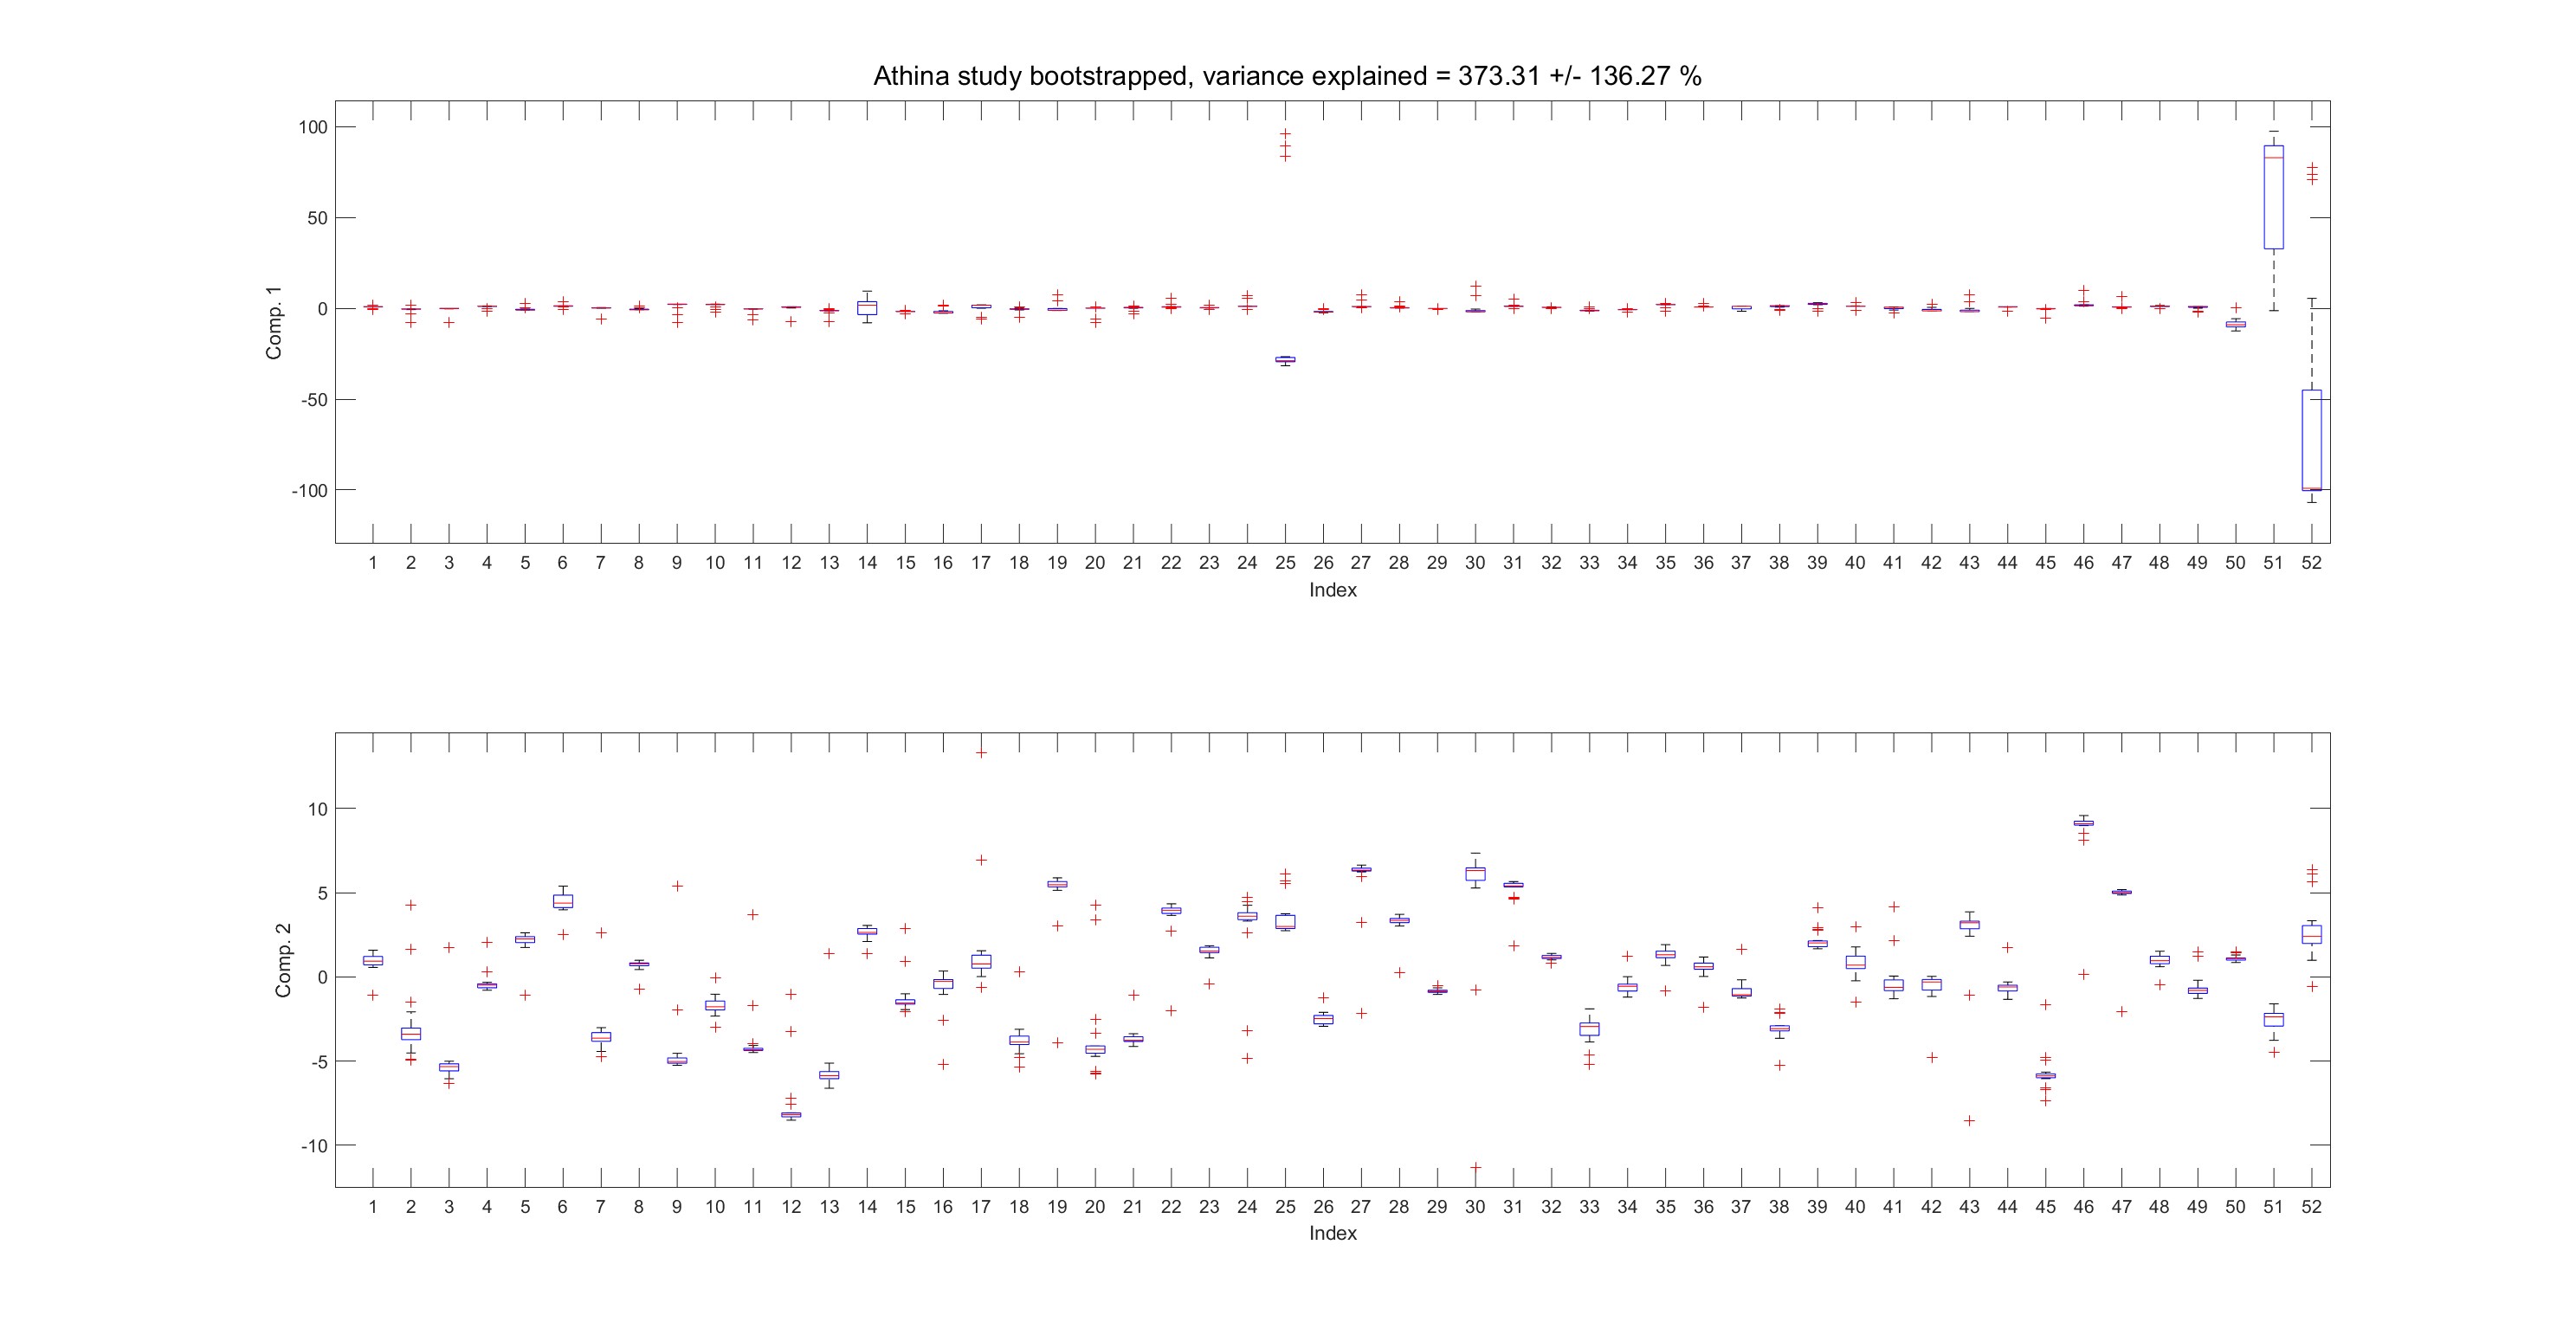 Athina study bootstrapped, variance explained = 373.31 +/- 136.27 %
100
50
0
-50
-100
Comp. 1
1 2 3 4 5 6 7 8 9 10 11 12 13 14 15 16 17 18 19 20 21 22 23 24 25 26 27 28 29 30 31 32 33 34 35 36 37 38 39 40 41 42 43 44 45 46 47 48 49 50 51 52
Index
10
5
0
-5
-10
Comp. 2
1 2 3 4 5 6 7 8 9 10 11 12 13 14 15 16 17 18 19 20 21 22 23 24 25 26 27 28 29 30 31 32 33 34 35 36 37 38 39 40 41 42 43 44 45 46 47 48 49 50 51 52
Index